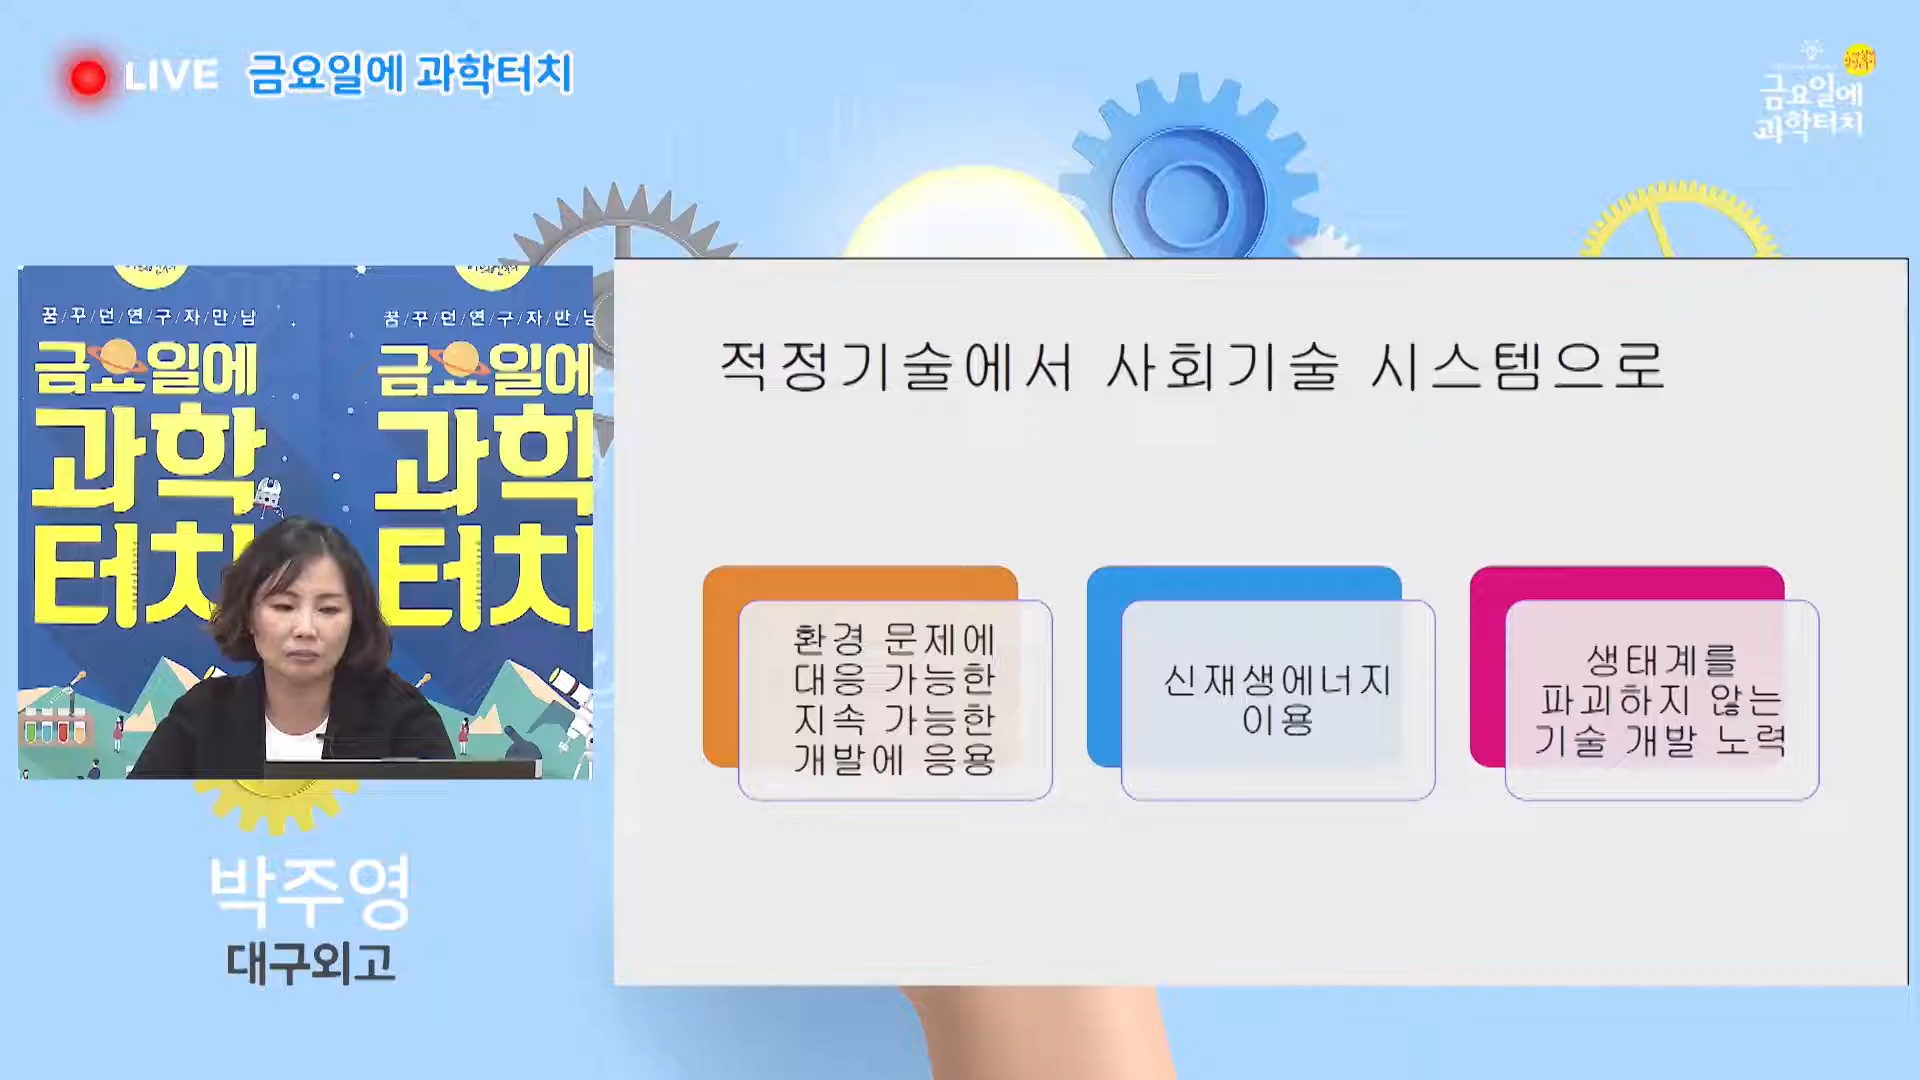 LIVE 금요일에 과학터치
금요일에
과학터치
꿈/꾸/던/연/구/자/만/남
금요일에
과학
터치
꿈/꾸/던/연/구/자/만/남
금요일에
과학
터치
박주영
대구외고
적정기술에서 사회기술 시스템으로
환경 문제에
대응 가능한
지속 가능한
개발에 응용
신재생에너지
이용
생태계를
파괴하지 않는
기술 개발 노력